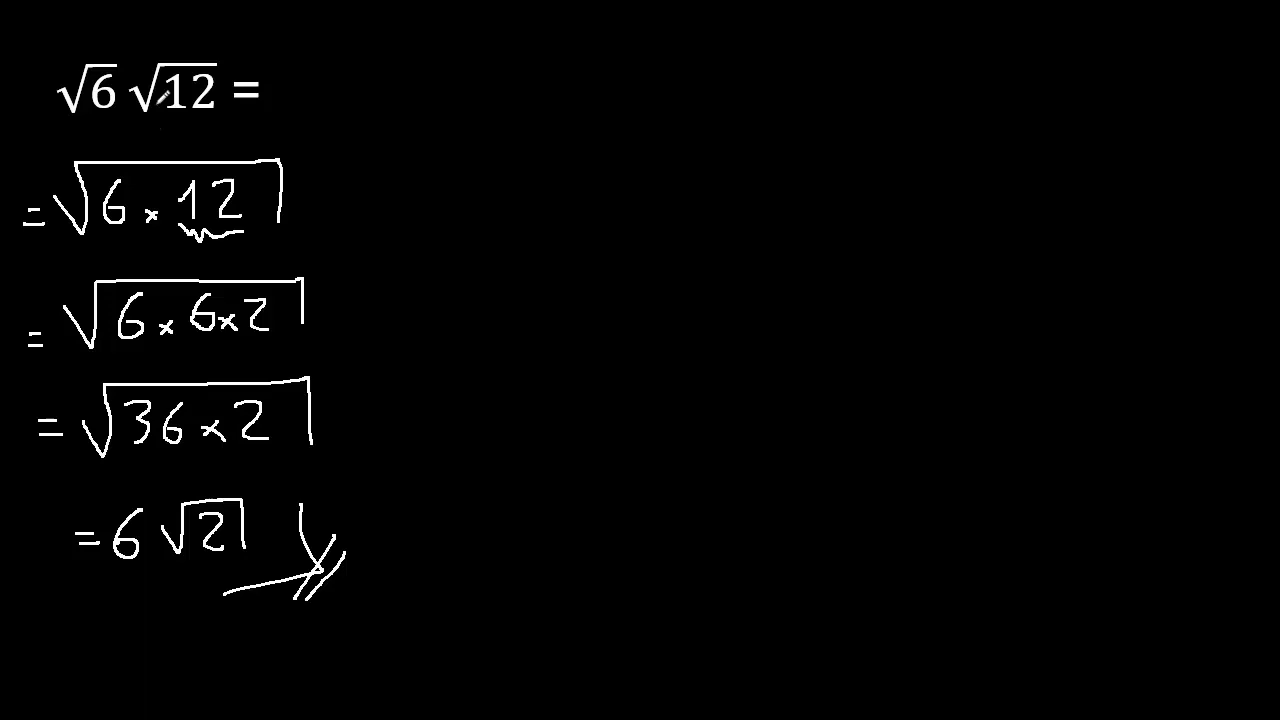 √6 √12 =
= √6 × 12
= √6 × 6 × 2
= √36 × 2
= 6 √2